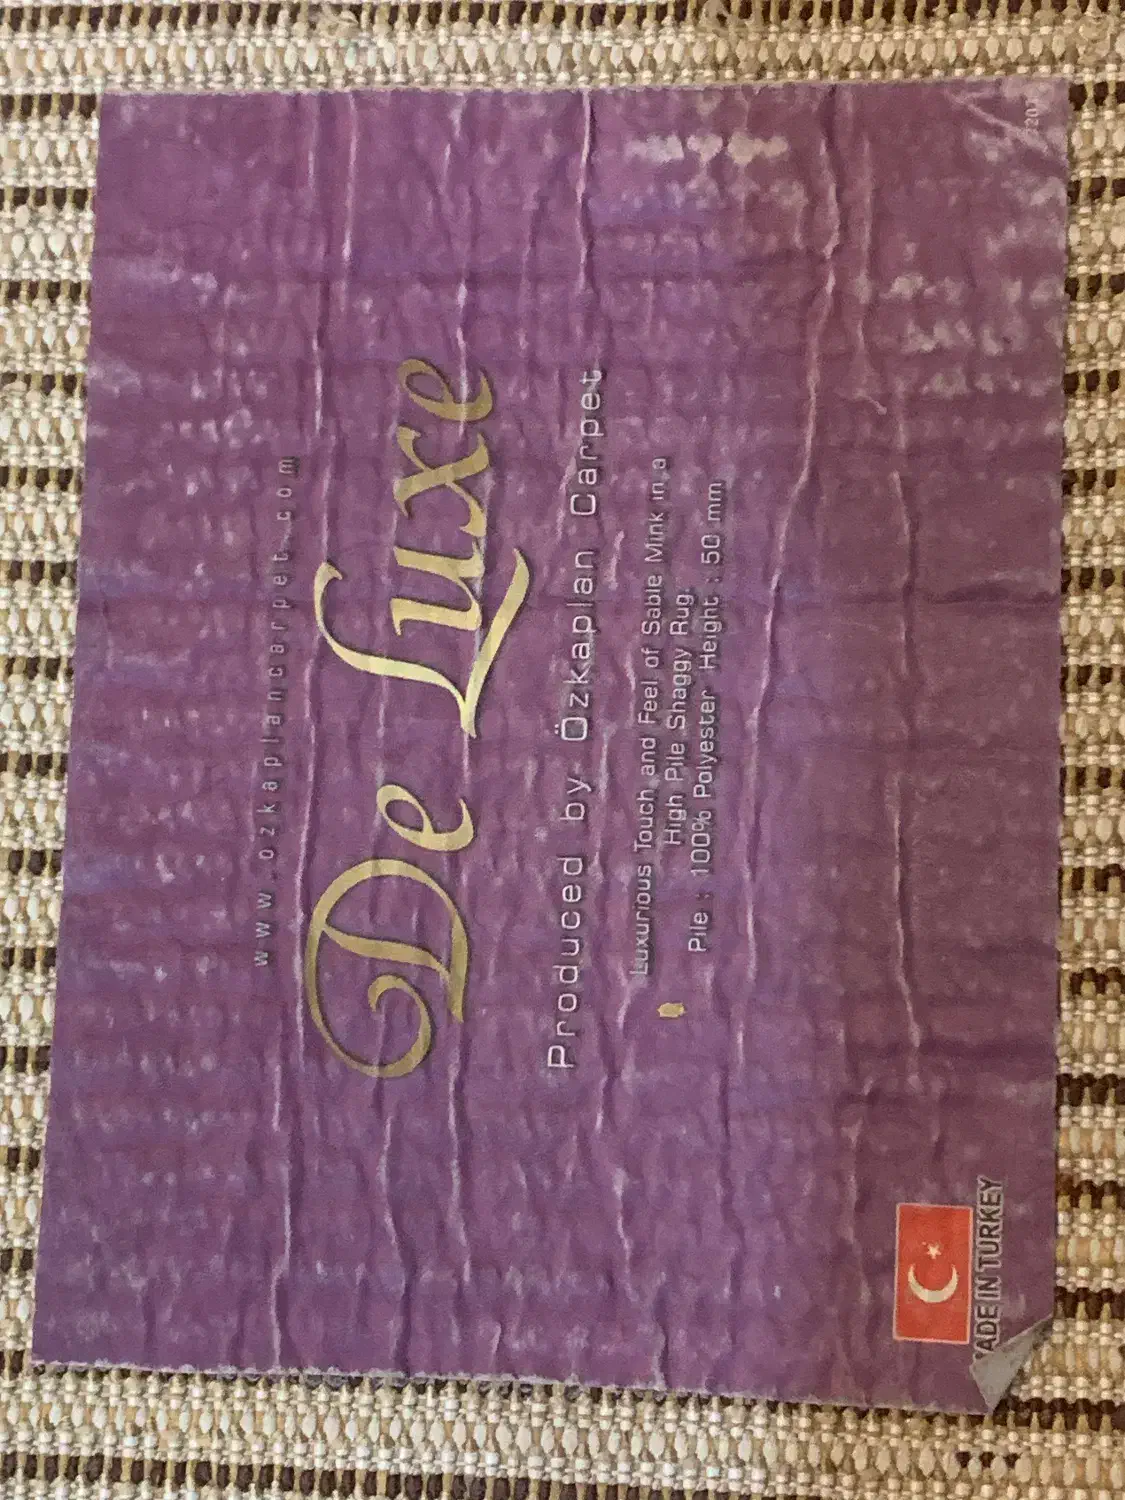 www.ozkaplancarpet.com
De Luxe
Produced by Özkaplan Carpet
Luxurious Touch and Feel of Sable Mink in a
High Pile Shaggy Rug.
Pile : 100% Polyester Height : 50 mm
ADE IN TURKEY